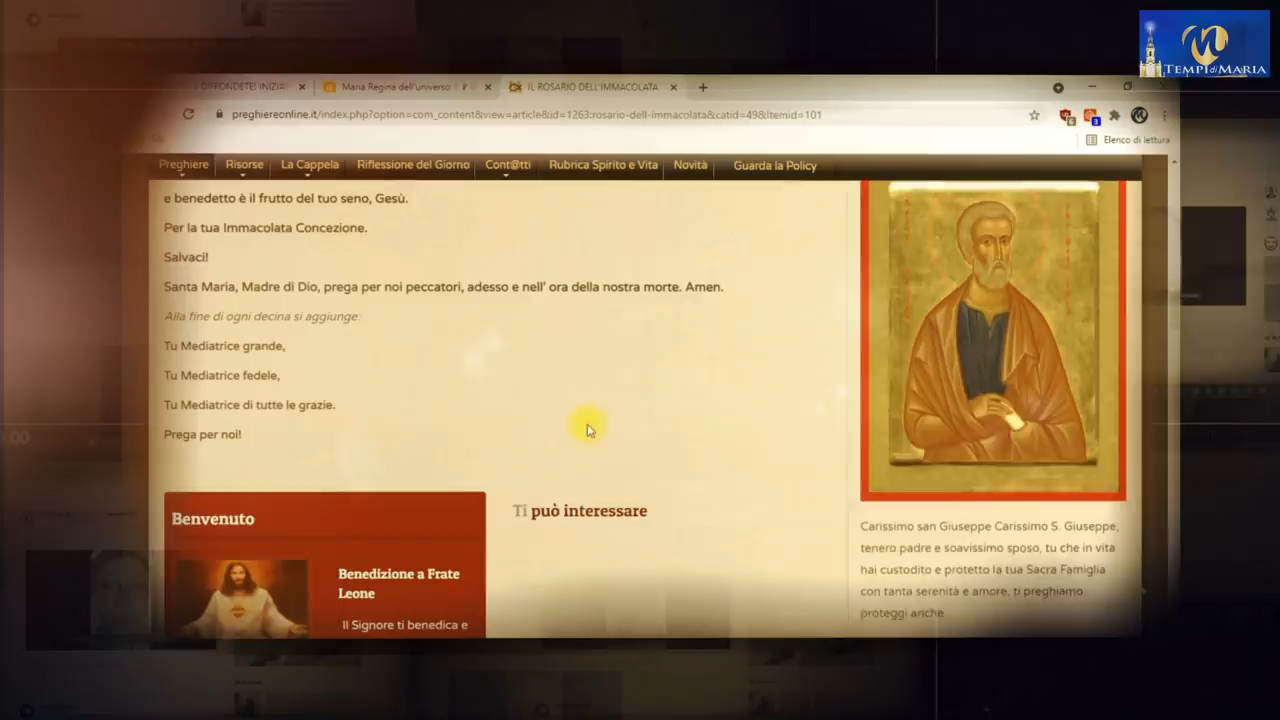 TEMPI di MARIA
DIFFONDETE! INIZIA
Maria Regina dell'universo
IL ROSARIO DELL'IMMACOLATA
preghiereonline.it/index.php?option=com_content&view=article&id=1263:rosario-dell-immacolata&catid=49&Itemid=101
Elenco di lettura
Preghiere Risorse La Cappella Riflessione del Giorno Cont@tti Rubrica Spirito e Vita Novità Guarda la Policy
e benedetto è il frutto del tuo seno, Gesù.
Per la tua Immacolata Concezione.
Salvaci!
Santa Maria, Madre di Dio, prega per noi peccatori, adesso e nell' ora della nostra morte. Amen.
Alla fine di ogni decina si aggiunge:
Tu Mediatrice grande,
Tu Mediatrice fedele,
Tu Mediatrice di tutte le grazie.
Prega per noi!
Benvenuto
Benedizione a Frate
Leone
Il Signore ti benedica e
Ti può interessare
Carissimo san Giuseppe Carissimo S. Giuseppe,
tenero padre e soavissimo sposo, tu che in vita
hai custodito e protetto la tua Sacra Famiglia
con tanta serenità e amore, ti preghiamo
proteggi anche